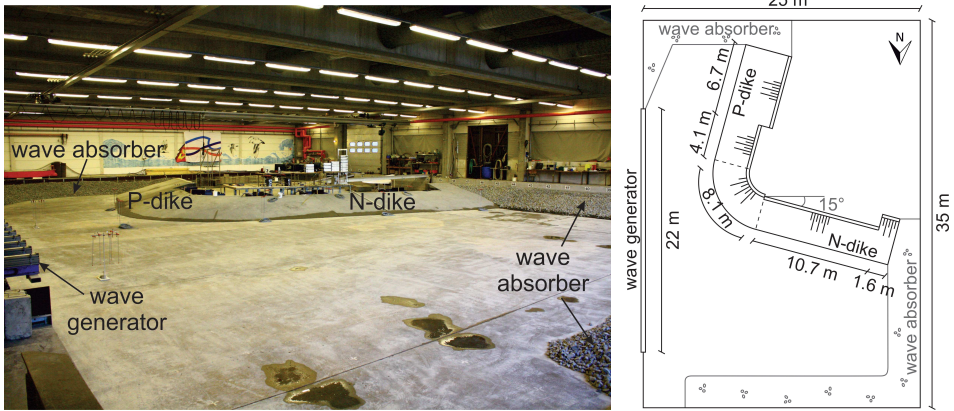 wave absorber
P-dike
N-dike
wave
absorber
wave
generator
25 m
wave absorber
N
6.7 m
P-dike
4.1 m
8.1 m
15°
wave generator
22 m
35 m
N-dike
10.7 m
1.6 m
wave absorber